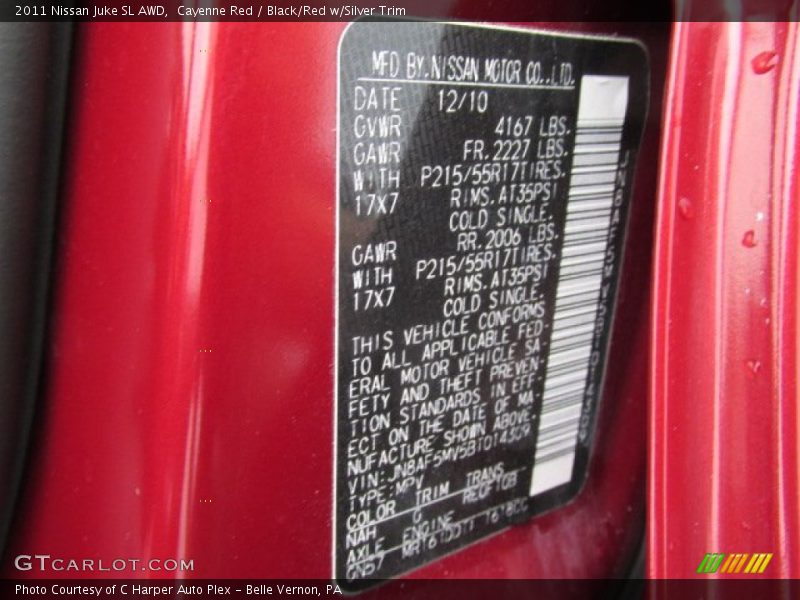 2011 Nissan Juke SL AWD,  Cayenne Red / Black/Red w/Silver Trim
MFD BY. NISSAN MOTOR CO., LTD.
DATE 12/10
GVWR 4167 LBS.
GAWR FR. 2227 LBS.
WITH P215/55R17TIRES.
17X7 RIMS. AT35PSI
COLD SINGLE.
GAWR RR. 2006 LBS.
WITH P215/55R17TIRES.
17X7 RIMS. AT35PSI
COLD SINGLE.
THIS VEHICLE CONFORMS
TO ALL APPLICABLE FED-
ERAL MOTOR VEHICLE SA
FETY AND THEFT PREVEN-
TION STANDARDS IN EFF
ECT ON THE DATE OF MA
NUFACTURE SHOWN ABOVE.
VIN: JN8AF5MV5BT014309
TYPE: MPV
COLOR TRIM TRANS
NAH G RE0F10B
AXLE ENGINE
GN57 1618CC
GTCARLOT.COM
Photo Courtesy of C Harper Auto Plex - Belle Vernon, PA